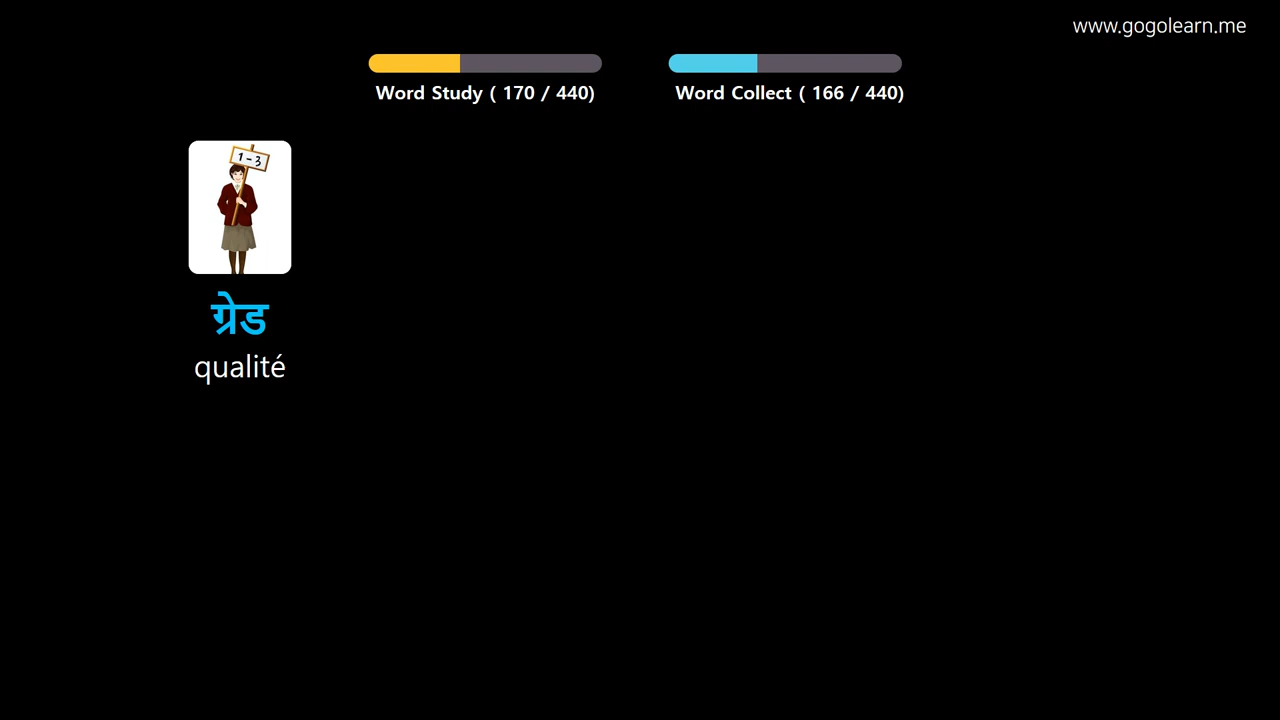 www.gogolearn.me
Word Study ( 170 / 440)
Word Collect ( 166 / 440)
1-3
ग्रेड
qualité